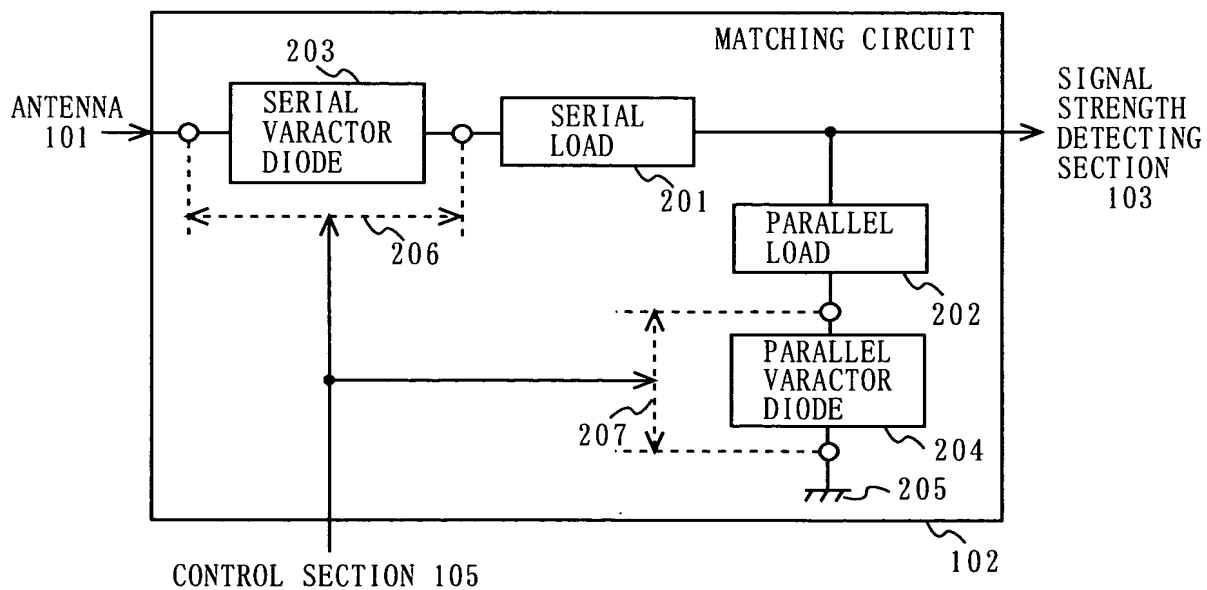 MATCHING CIRCUIT
203
SERIAL
VARACTOR
DIODE
ANTENNA
101
SERIAL
LOAD
201
SIGNAL
STRENGTH
DETECTING
SECTION
103
206
PARALLEL
LOAD
202
PARALLEL
VARACTOR
DIODE
207
204
205
102
CONTROL SECTION 105